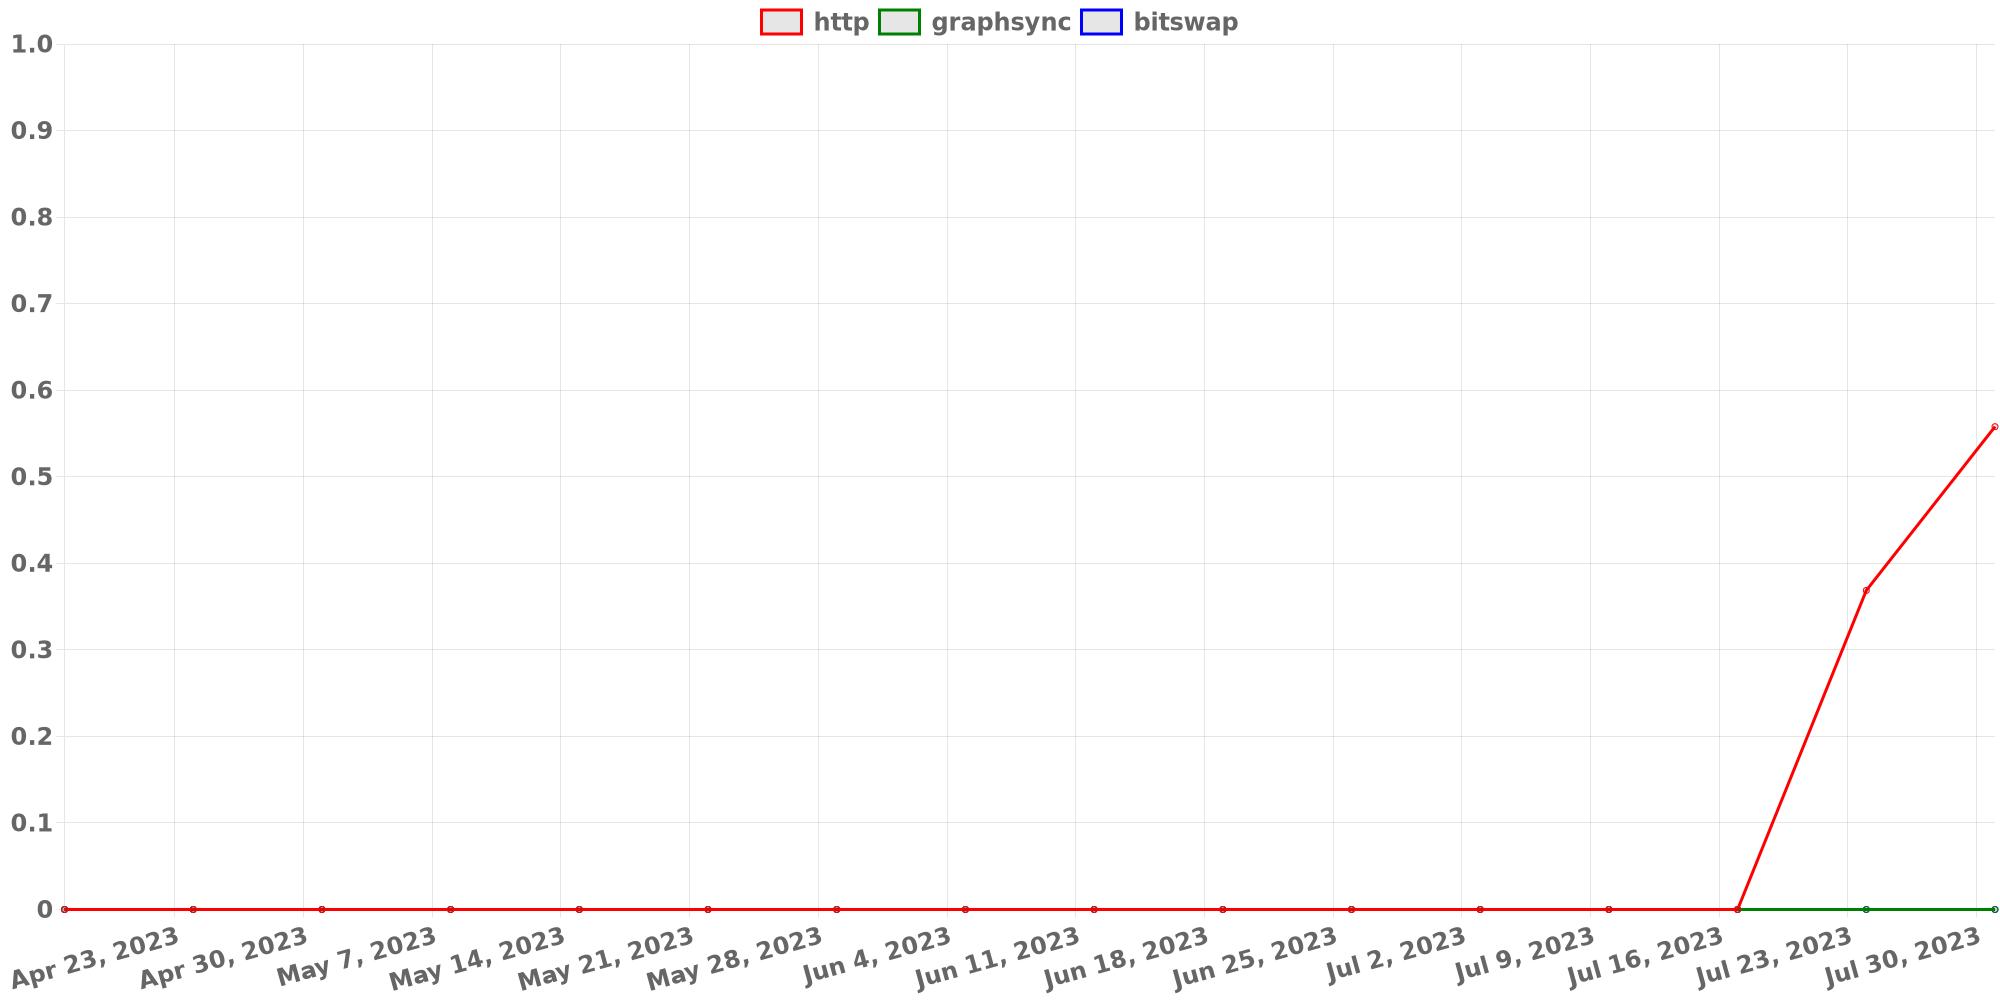 http graphsync bitswap
1.0
0.9
0.8
0.7
0.6
0.5
0.4
0.3
0.2
0.1
0
Apr 23, 2023
Apr 30, 2023
May 7, 2023
May 14, 2023
May 21, 2023
May 28, 2023
Jun 4, 2023
Jun 11, 2023
Jun 18, 2023
Jun 25, 2023
Jul 2, 2023
Jul 9, 2023
Jul 16, 2023
Jul 23, 2023
Jul 30, 2023